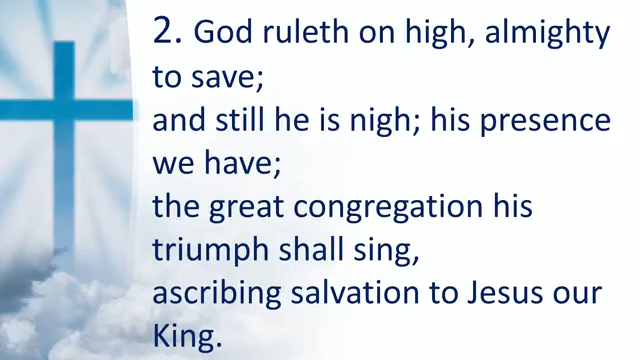 2. God ruleth on high, almighty
to save;
and still he is nigh; his presence
we have;
the great congregation his
triumph shall sing,
ascribing salvation to Jesus our
King.